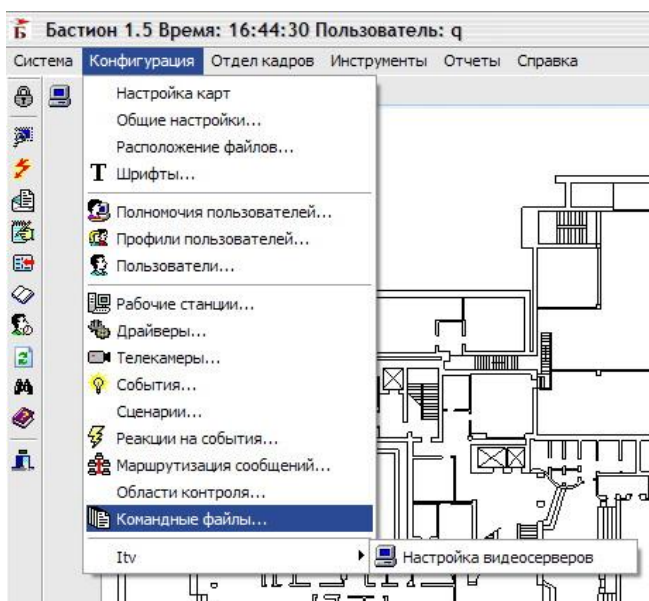 Бастион 1.5 Время: 16:44:30 Пользователь: q
Система Конфигурация Отдел кадров Инструменты Отчеты Справка
Настройка карт
Общие настройки...
Расположение файлов...
Шрифты...
Полномочия пользователей...
Профили пользователей...
Пользователи...
Рабочие станции...
Драйверы...
Телекамеры...
События...
Сценарии...
Реакции на события...
Маршрутизация сообщений...
Области контроля...
Командные файлы...
Itv Настройка видеосерверов